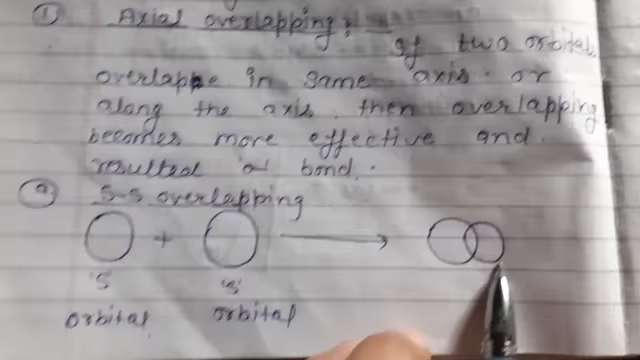 ① Axial overlapping :
If two orbital
overlappe in same axis. or
along the axis. then overlapping
becomes more effective and
resulted σ bond.
ⓐ S-S overlapping
+
'S' 's'
orbital orbital